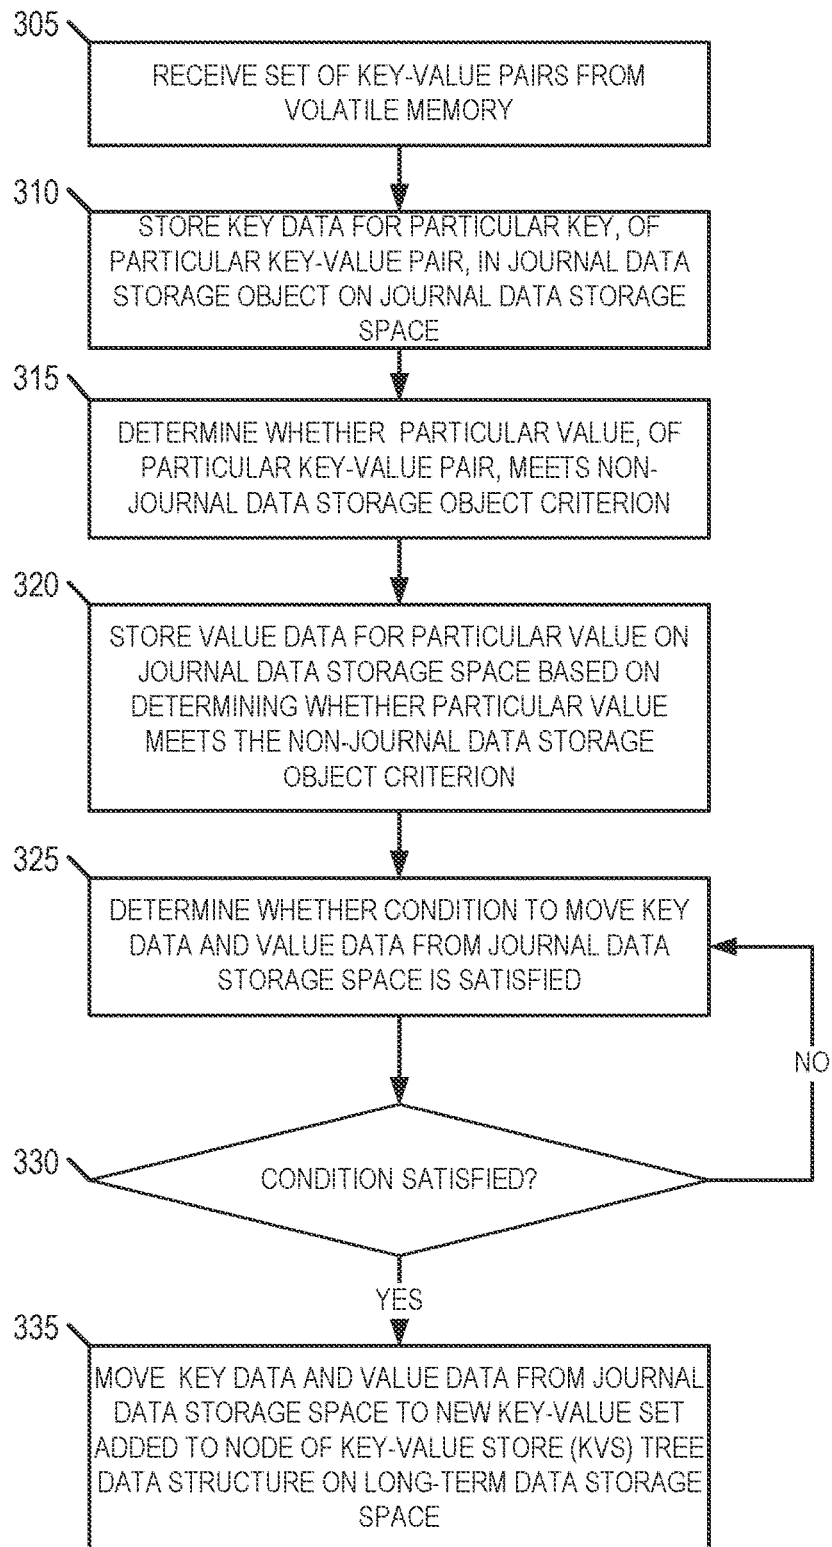 305
RECEIVE SET OF KEY-VALUE PAIRS FROM
VOLATILE MEMORY
310
STORE KEY DATA FOR PARTICULAR KEY, OF
PARTICULAR KEY-VALUE PAIR, IN JOURNAL DATA
STORAGE OBJECT ON JOURNAL DATA STORAGE
SPACE
315
DETERMINE WHETHER PARTICULAR VALUE, OF
PARTICULAR KEY-VALUE PAIR, MEETS NON-
JOURNAL DATA STORAGE OBJECT CRITERION
320
STORE VALUE DATA FOR PARTICULAR VALUE ON
JOURNAL DATA STORAGE SPACE BASED ON
DETERMINING WHETHER PARTICULAR VALUE
MEETS THE NON-JOURNAL DATA STORAGE
OBJECT CRITERION
325
DETERMINE WHETHER CONDITION TO MOVE KEY
DATA AND VALUE DATA FROM JOURNAL DATA
STORAGE SPACE IS SATISFIED
NO
330
CONDITION SATISFIED?
YES
335
MOVE KEY DATA AND VALUE DATA FROM JOURNAL
DATA STORAGE SPACE TO NEW KEY-VALUE SET
ADDED TO NODE OF KEY-VALUE STORE (KVS) TREE
DATA STRUCTURE ON LONG-TERM DATA STORAGE
SPACE